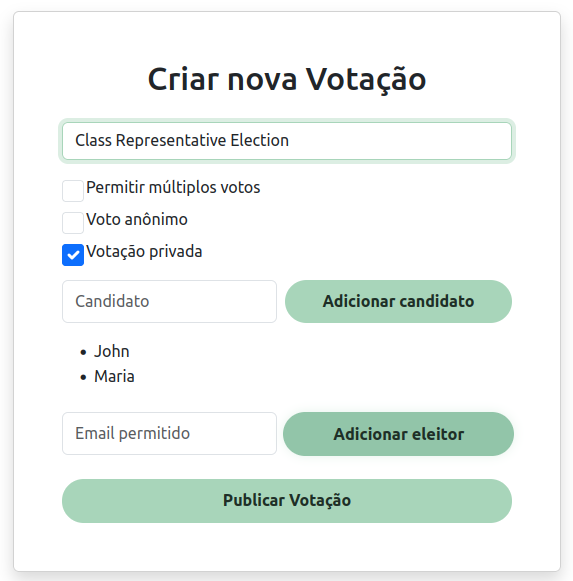 Criar nova Votação
Class Representative Election
Permitir múltiplos votos
Voto anônimo
Votação privada
Candidato Adicionar candidato
John
Maria
Email permitido Adicionar eleitor
Publicar Votação